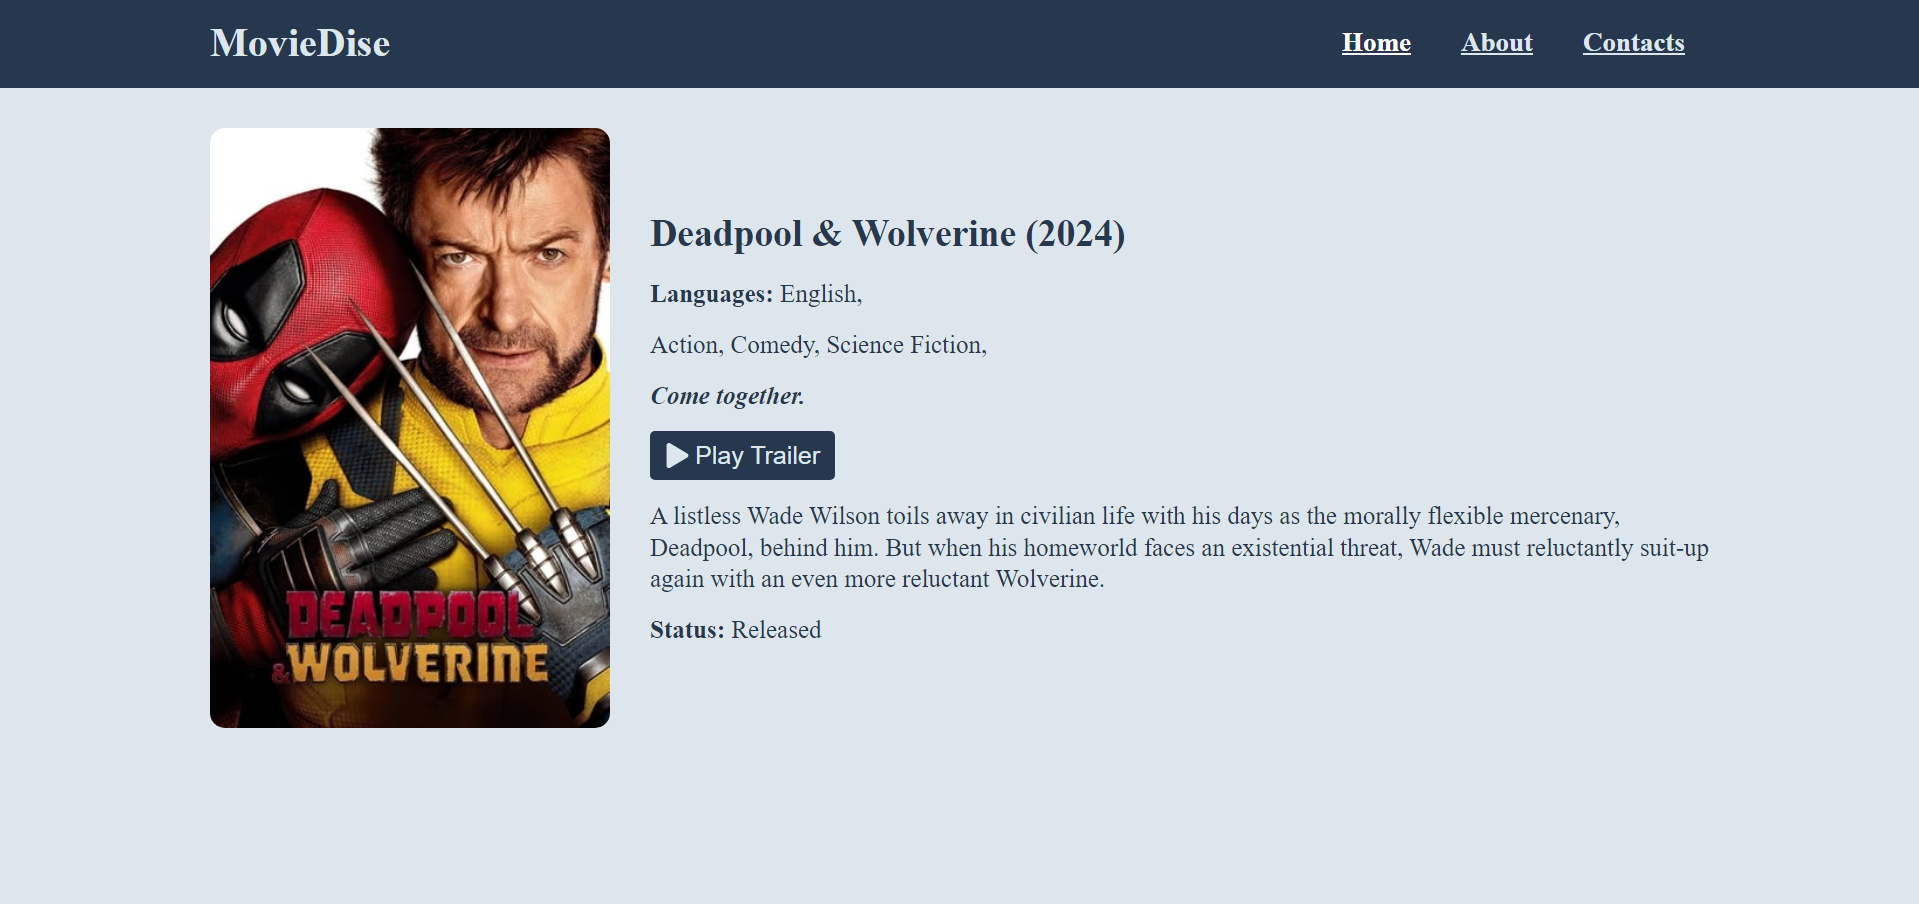 MovieDise
Home About Contacts
Deadpool & Wolverine (2024)
Languages: English,
Action, Comedy, Science Fiction,
Come together.
Play Trailer
A listless Wade Wilson toils away in civilian life with his days as the morally flexible mercenary,
Deadpool, behind him. But when his homeworld faces an existential threat, Wade must reluctantly suit-up
again with an even more reluctant Wolverine.
Status: Released
DEADPOOL
&WOLVERINE